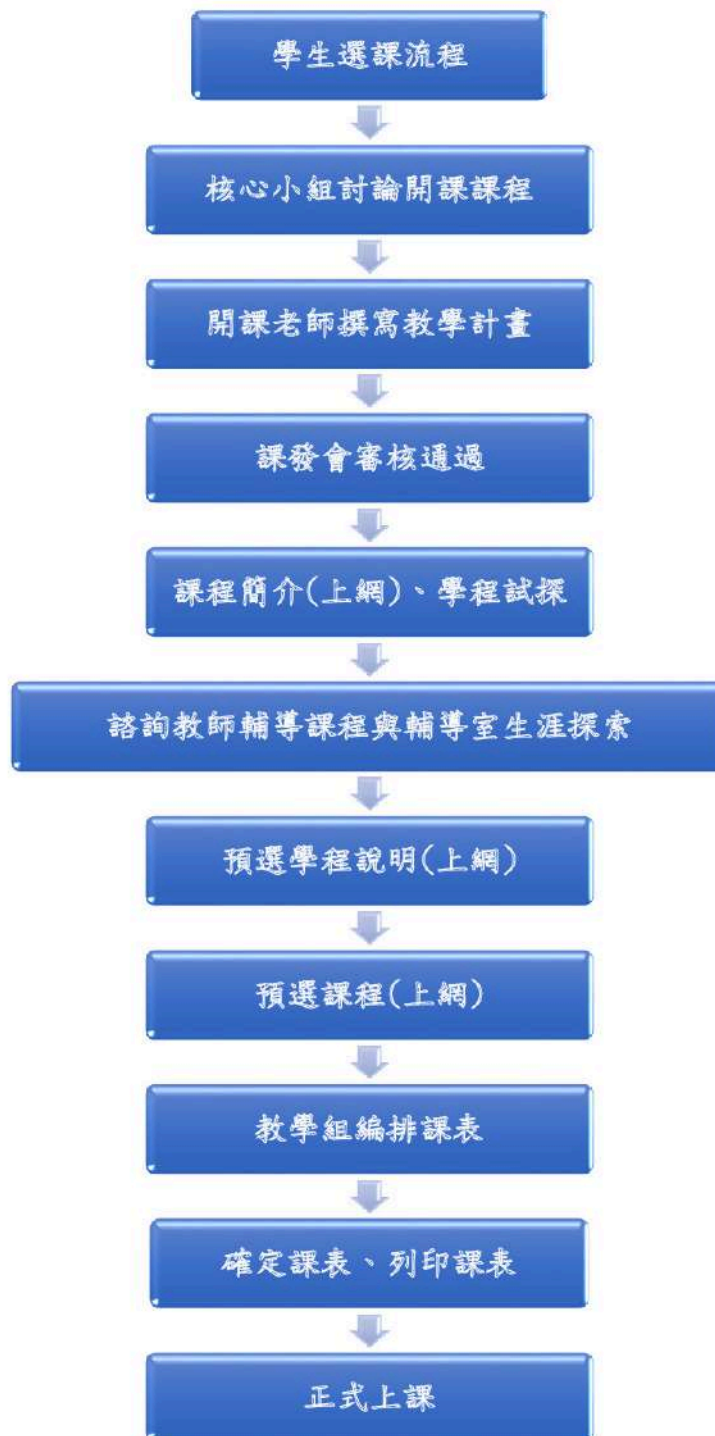 學生選課流程
核心小組討論開課課程
開課老師撰寫教學計畫
課發會審核通過
課程簡介(上網)、學程試探
諮詢教師輔導課程與輔導室生涯探索
預選學程說明(上網)
預選課程(上網)
教學組編排課表
確定課表、列印課表
正式上課